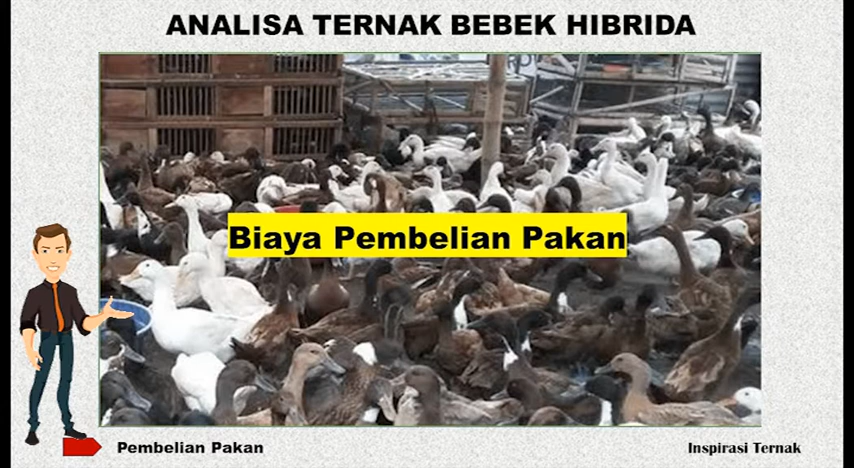 ANALISA TERNAK BEBEK HIBRIDA
Biaya Pembelian Pakan
Pembelian Pakan
Inspirasi Ternak